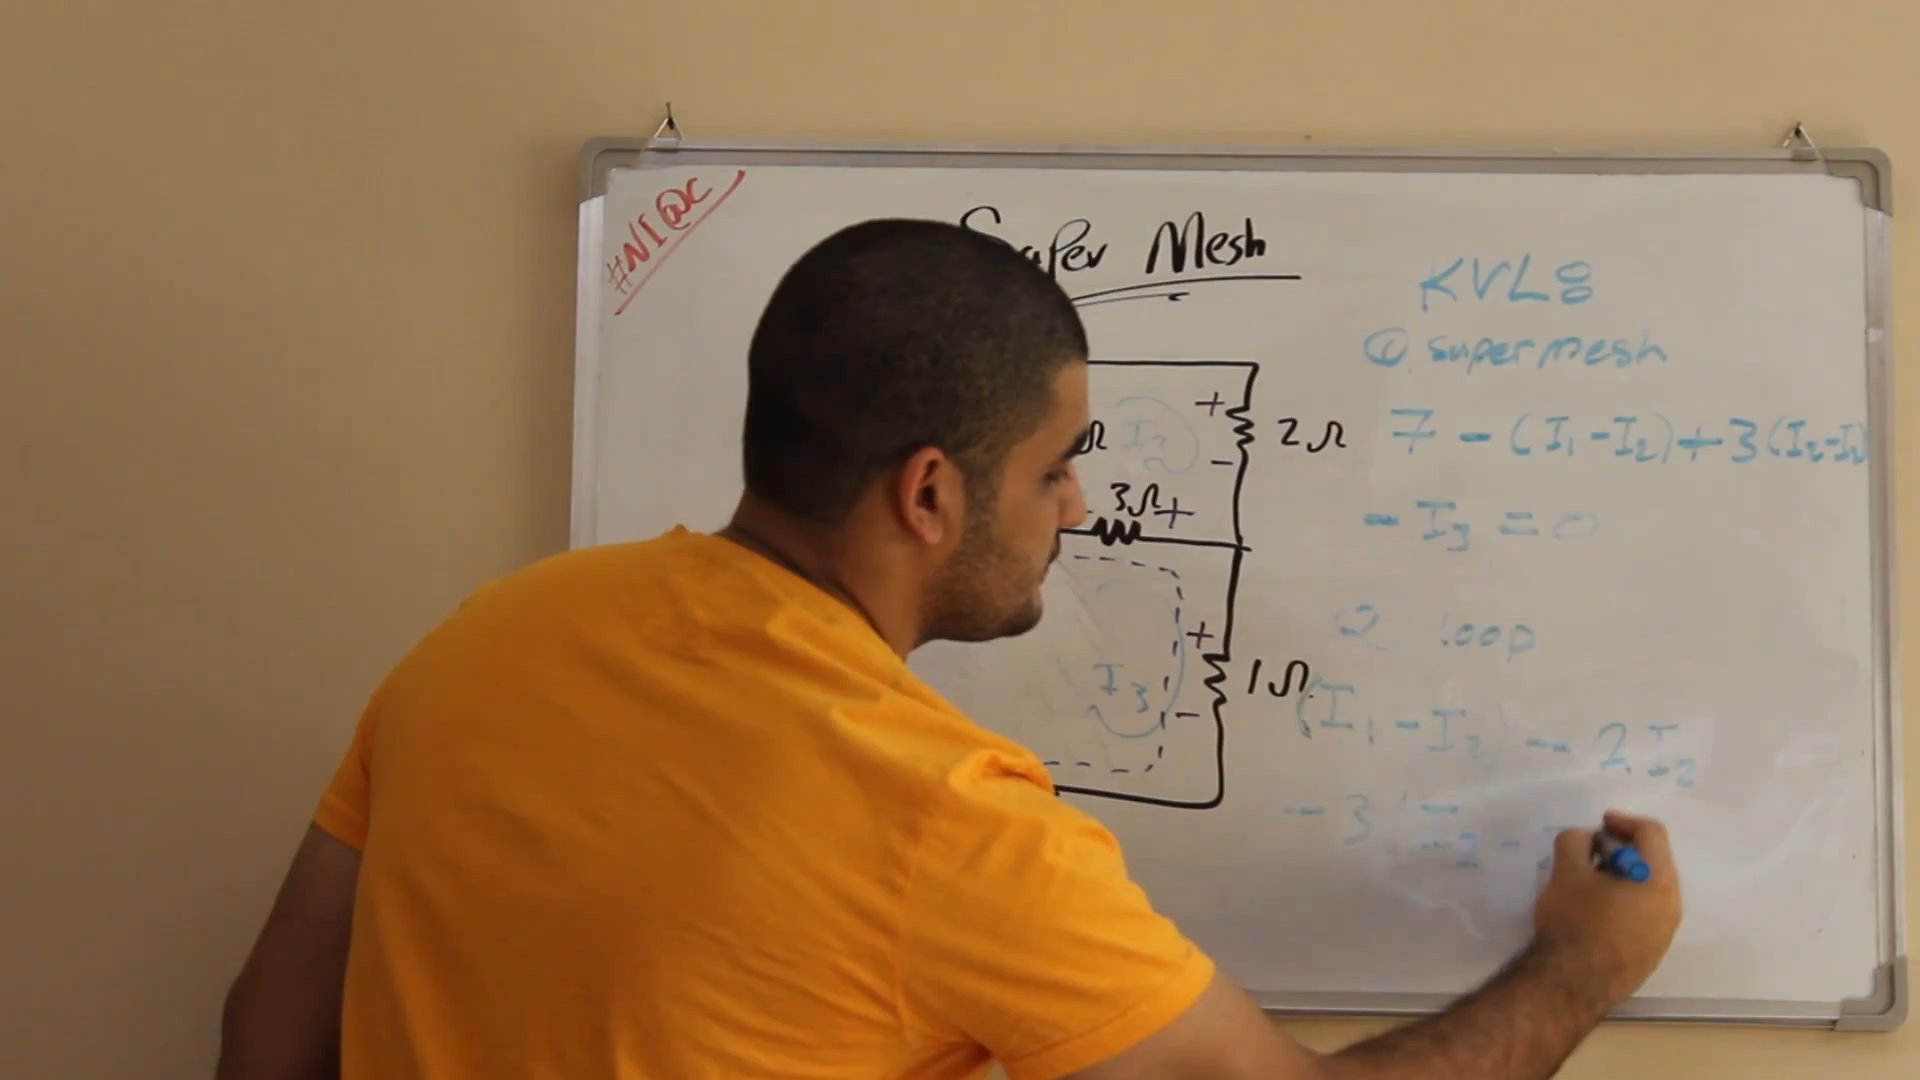 #NI@C
Super Mesh
KVL:
① supermesh
7 - (I₁ - I₂) + 3(I₂ - I₃)
- I₃ = 0
2 loop
(I₁ - I₂) - 2I₂
- 3(I₂ -
+
2Ω
-
Ω
I₂
3Ω
+
+
1Ω
-
I₃